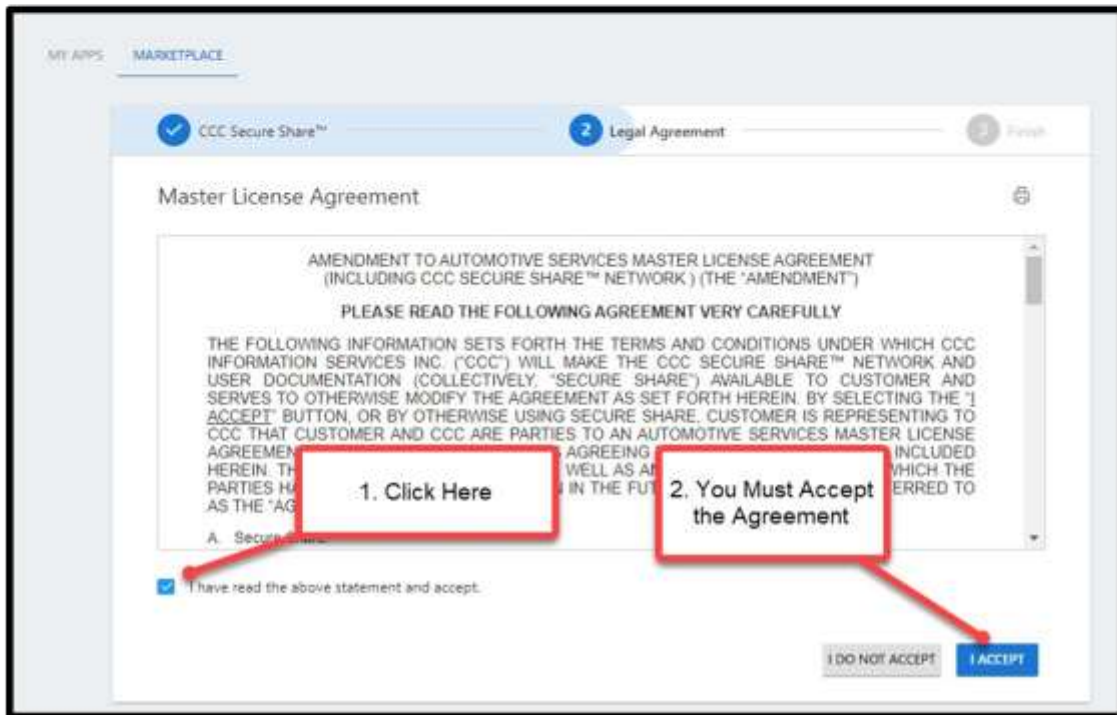 MY APPS MARKETPLACE
CCC Secure Share™ 2 Legal Agreement 3 Finish
Master License Agreement
AMENDMENT TO AUTOMOTIVE SERVICES MASTER LICENSE AGREEMENT
(INCLUDING CCC SECURE SHARE™ NETWORK ) (THE "AMENDMENT")
PLEASE READ THE FOLLOWING AGREEMENT VERY CAREFULLY
THE FOLLOWING INFORMATION SETS FORTH THE TERMS AND CONDITIONS UNDER WHICH CCC
INFORMATION SERVICES INC. ("CCC") WILL MAKE THE CCC SECURE SHARE™ NETWORK AND
USER DOCUMENTATION (COLLECTIVELY, "SECURE SHARE") AVAILABLE TO CUSTOMER AND
SERVES TO OTHERWISE MODIFY THE AGREEMENT AS SET FORTH HEREIN. BY SELECTING THE "I
ACCEPT" BUTTON, OR BY OTHERWISE USING SECURE SHARE, CUSTOMER IS REPRESENTING TO
CCC THAT CUSTOMER AND CCC ARE PARTIES TO AN AUTOMOTIVE SERVICES MASTER LICENSE
AGREEMEN AGREEING INCLUDED
HEREIN. TH WELL AS AN WHICH THE
PARTIES HA IN THE FUT ERRED TO
AS THE "AG
A. Secure Share
1. Click Here
2. You Must Accept
the Agreement
I have read the above statement and accept.
I DO NOT ACCEPT I ACCEPT